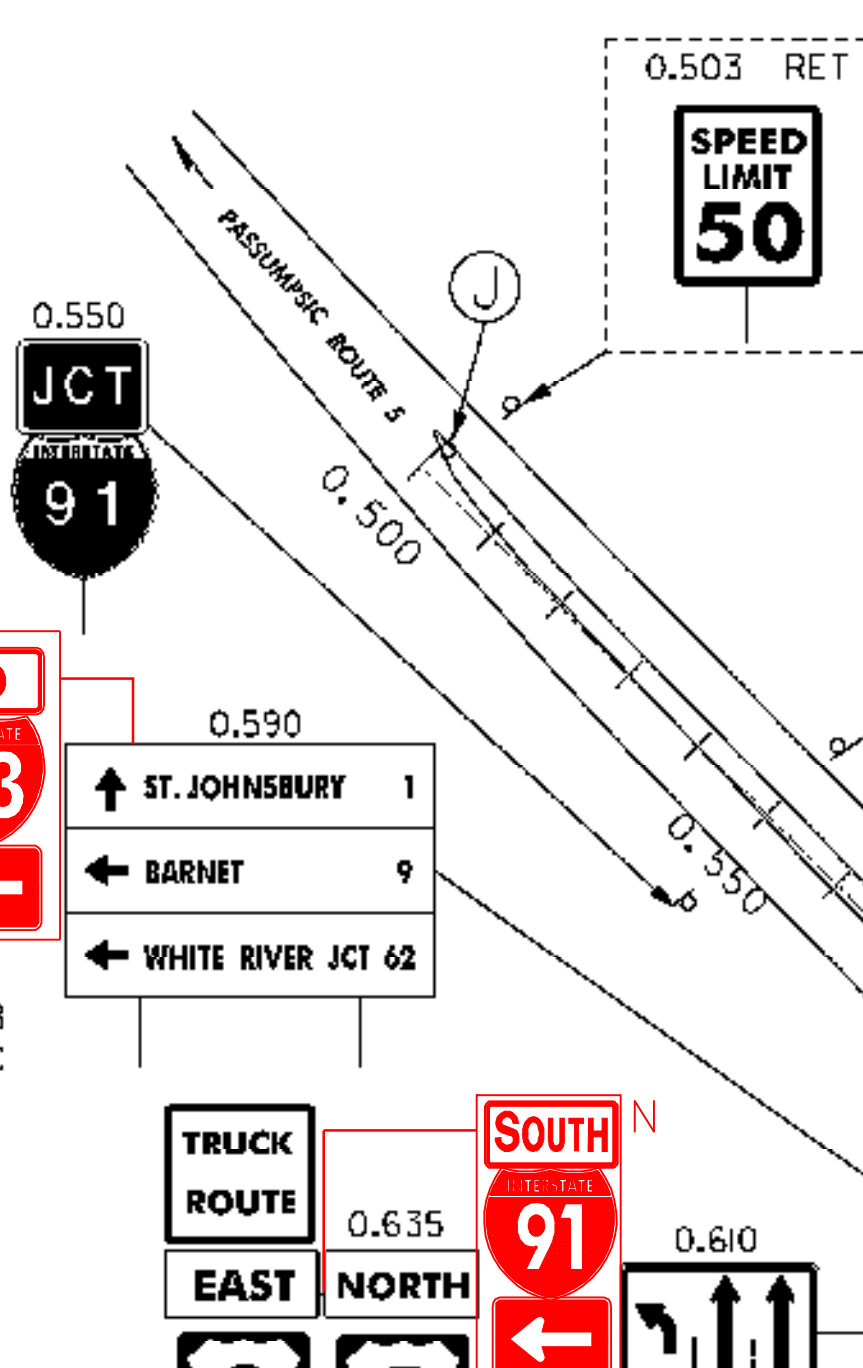 0.503 RET
SPEED
LIMIT
50
PASSUMPSIC ROUTE 5
J
0.550
JCT
INTERSTATE
91
0.500
0.590
ST. JOHNSBURY 1
BARNET 9
WHITE RIVER JCT 62
0.550
TRUCK
ROUTE
EAST
0.635
NORTH
SOUTH
N
INTERSTATE
91
0.610